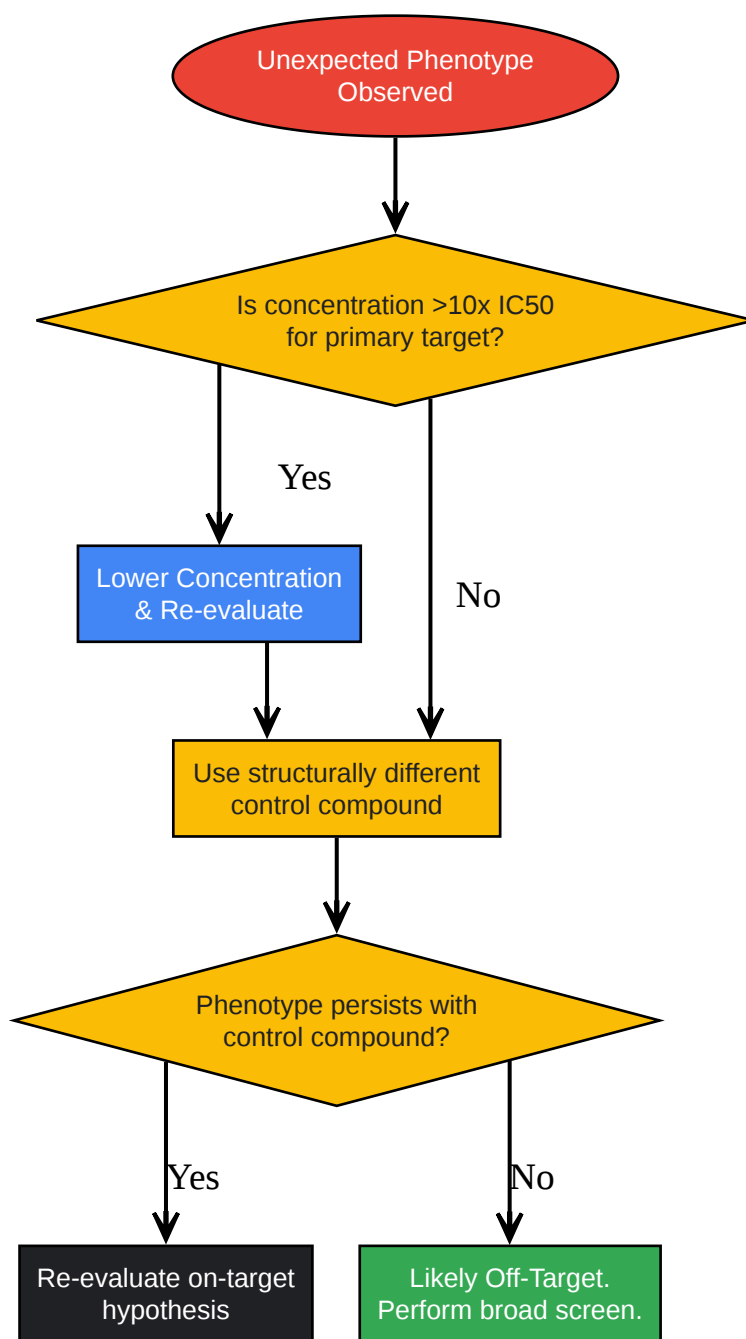 Unexpected Phenotype
Observed
Is concentration >10x IC50
for primary target?
Yes
Lower Concentration
& Re-evaluate
No
Use structurally different
control compound
Phenotype persists with
control compound?
Yes
No
Re-evaluate on-target
hypothesis
Likely Off-Target.
Perform broad screen.